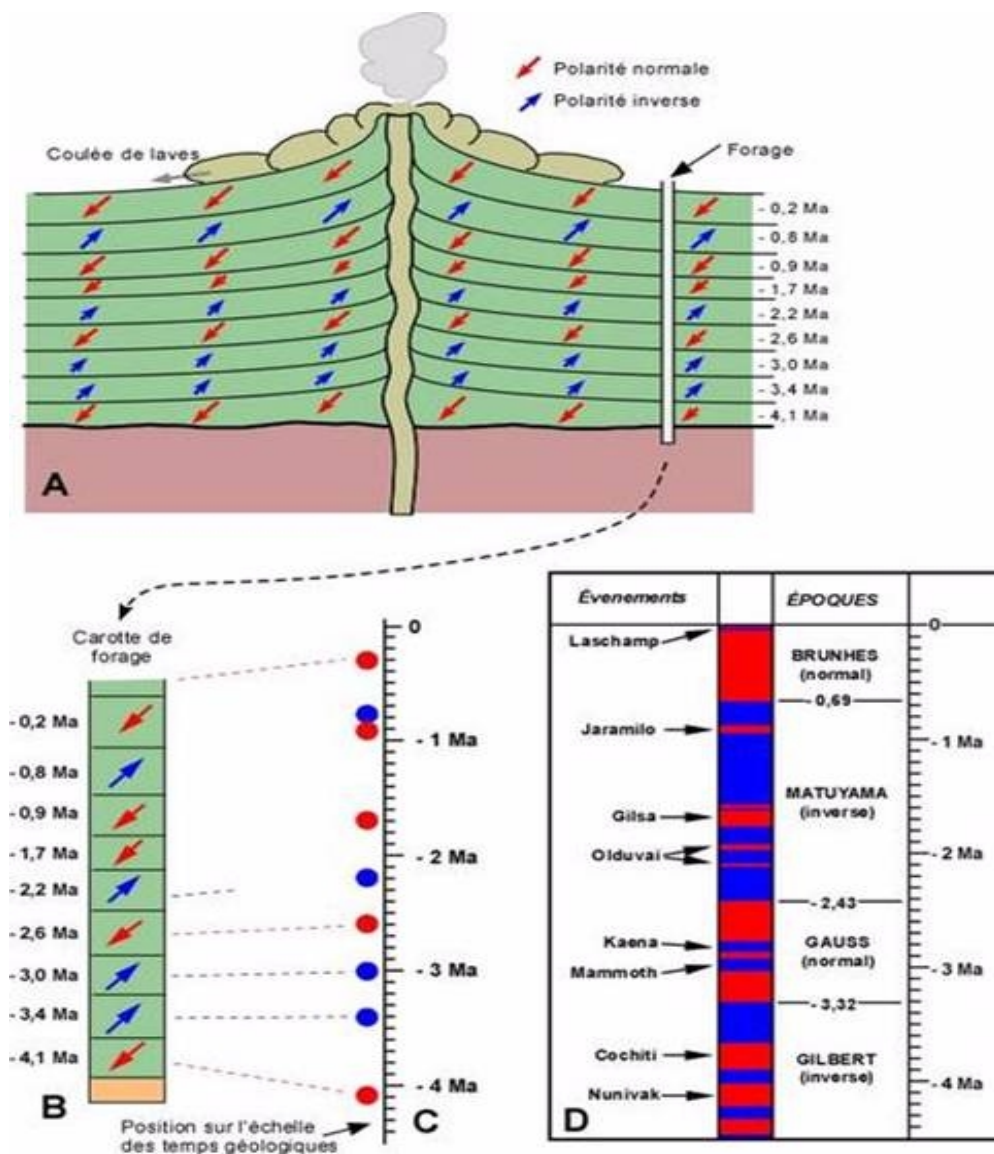 Polarité normale
Polarité inverse
Coulée de laves
Forage
- 0,2 Ma
- 0,8 Ma
- 0,9 Ma
- 1,7 Ma
- 2,2 Ma
- 2,6 Ma
- 3,0 Ma
- 3,4 Ma
- 4,1 Ma
A
Carotte de
forage
- 0,2 Ma
- 0,8 Ma
- 0,9 Ma
- 1,7 Ma
- 2,2 Ma
- 2,6 Ma
- 3,0 Ma
- 3,4 Ma
- 4,1 Ma
B
0
- 1 Ma
- 2 Ma
- 3 Ma
- 4 Ma
Position sur l'échelle
des temps géologiques
C
Évenements
ÉPOQUES
Laschamp
Jaramilo
Gilsa
Olduvai
Kaena
Mammoth
Cochiti
Nunivak
BRUNHES
(normal)
- 0,69
MATUYAMA
(inverse)
- 2,43
GAUSS
(normal)
- 3,32
GILBERT
(inverse)
0
- 1 Ma
- 2 Ma
- 3 Ma
- 4 Ma
D